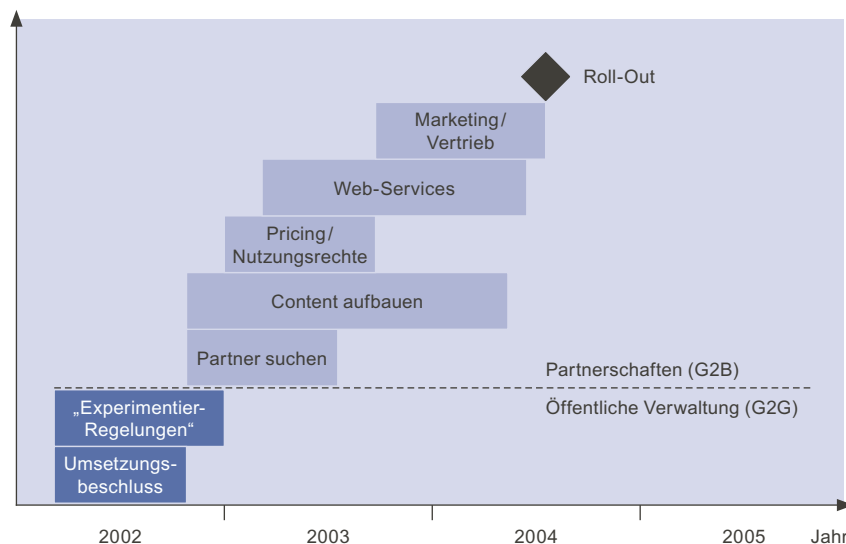 Roll-Out
Marketing/
Vertrieb
Web-Services
Pricing/
Nutzungsrechte
Content aufbauen
Partner suchen
Partnerschaften (G2B)
Öffentliche Verwaltung (G2G)
„Experimentier-
Regelungen“
Umsetzungs-
beschluss
2002 2003 2004 2005 Jahr